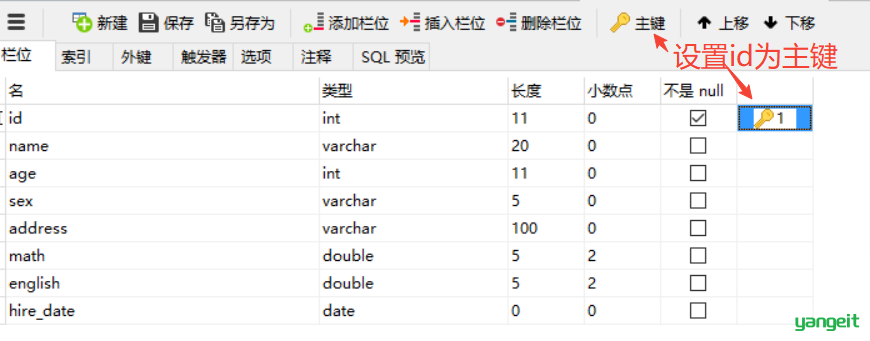 新建 保存 另存为 添加栏位 插入栏位 删除栏位 主键 上移 下移
设置id为主键
栏位 索引 外键 触发器 选项 注释 SQL 预览
名 类型 长度 小数点 不是 null
id int 11 0 1
name varchar 20 0
age int 11 0
sex varchar 5 0
address varchar 100 0
math double 5 2
english double 5 2
hire_date date 0 0
yangeit